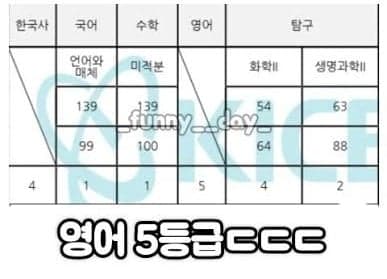 한국사 국어 수학 영어 탐구
언어와 미적분 화학II 생명과학II
매체
139 139 54 63
_funny__day_
99 100 64 88
KICE
4 1 1 5 4 2
영어 5등급ㄷㄷㄷ